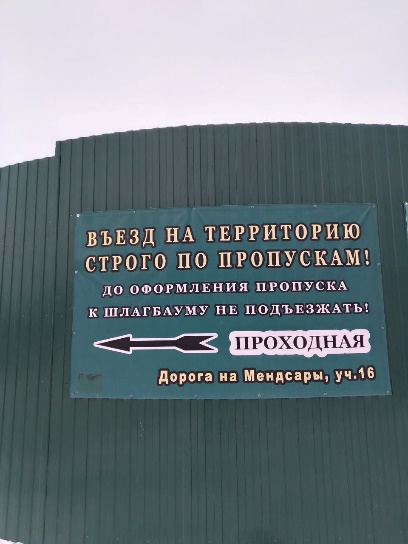 ВЪЕЗД НА ТЕРРИТОРИЮ
СТРОГО ПО ПРОПУСКАМ!
ДО ОФОРМЛЕНИЯ ПРОПУСКА
К ШЛАГБАУМУ НЕ ПОДЪЕЗЖАТЬ!
ПРОХОДНАЯ
Дорога на Мендсары, уч.16